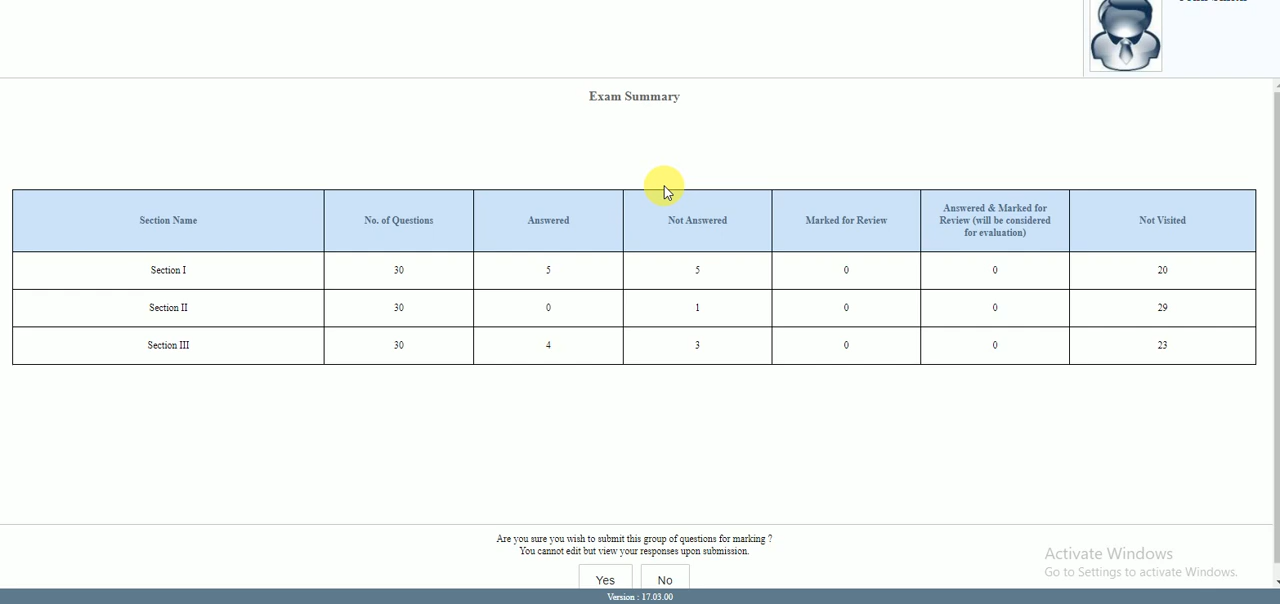 Exam Summary
Section Name
No. of Questions
Answered
Not Answered
Marked for Review
Answered & Marked for
Review (will be considered
for evaluation)
Not Visited
Section I 30 5 5 0 0 20
Section II 30 0 1 0 0 29
Section III 30 4 3 0 0 23
Are you sure you wish to submit this group of questions for marking ?
You cannot edit but view your responses upon submission.
Yes No
Activate Windows
Go to Settings to activate Windows.
Version : 17.03.00